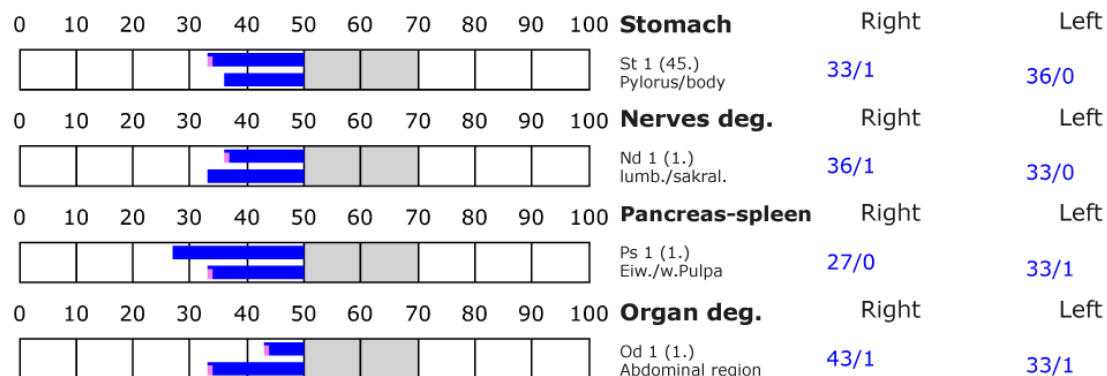 0 10 20 30 40 50 60 70 80 90 100 Stomach Right Left
St 1 (45.) 33/1 36/0
Pylorus/body
0 10 20 30 40 50 60 70 80 90 100 Nerves deg. Right Left
Nd 1 (1.) 36/1 33/0
lumb./sakral.
0 10 20 30 40 50 60 70 80 90 100 Pancreas-spleen Right Left
Ps 1 (1.) 27/0 33/1
Eiw./w.Pulpa
0 10 20 30 40 50 60 70 80 90 100 Organ deg. Right Left
Od 1 (1.) 43/1 33/1
Abdominal region